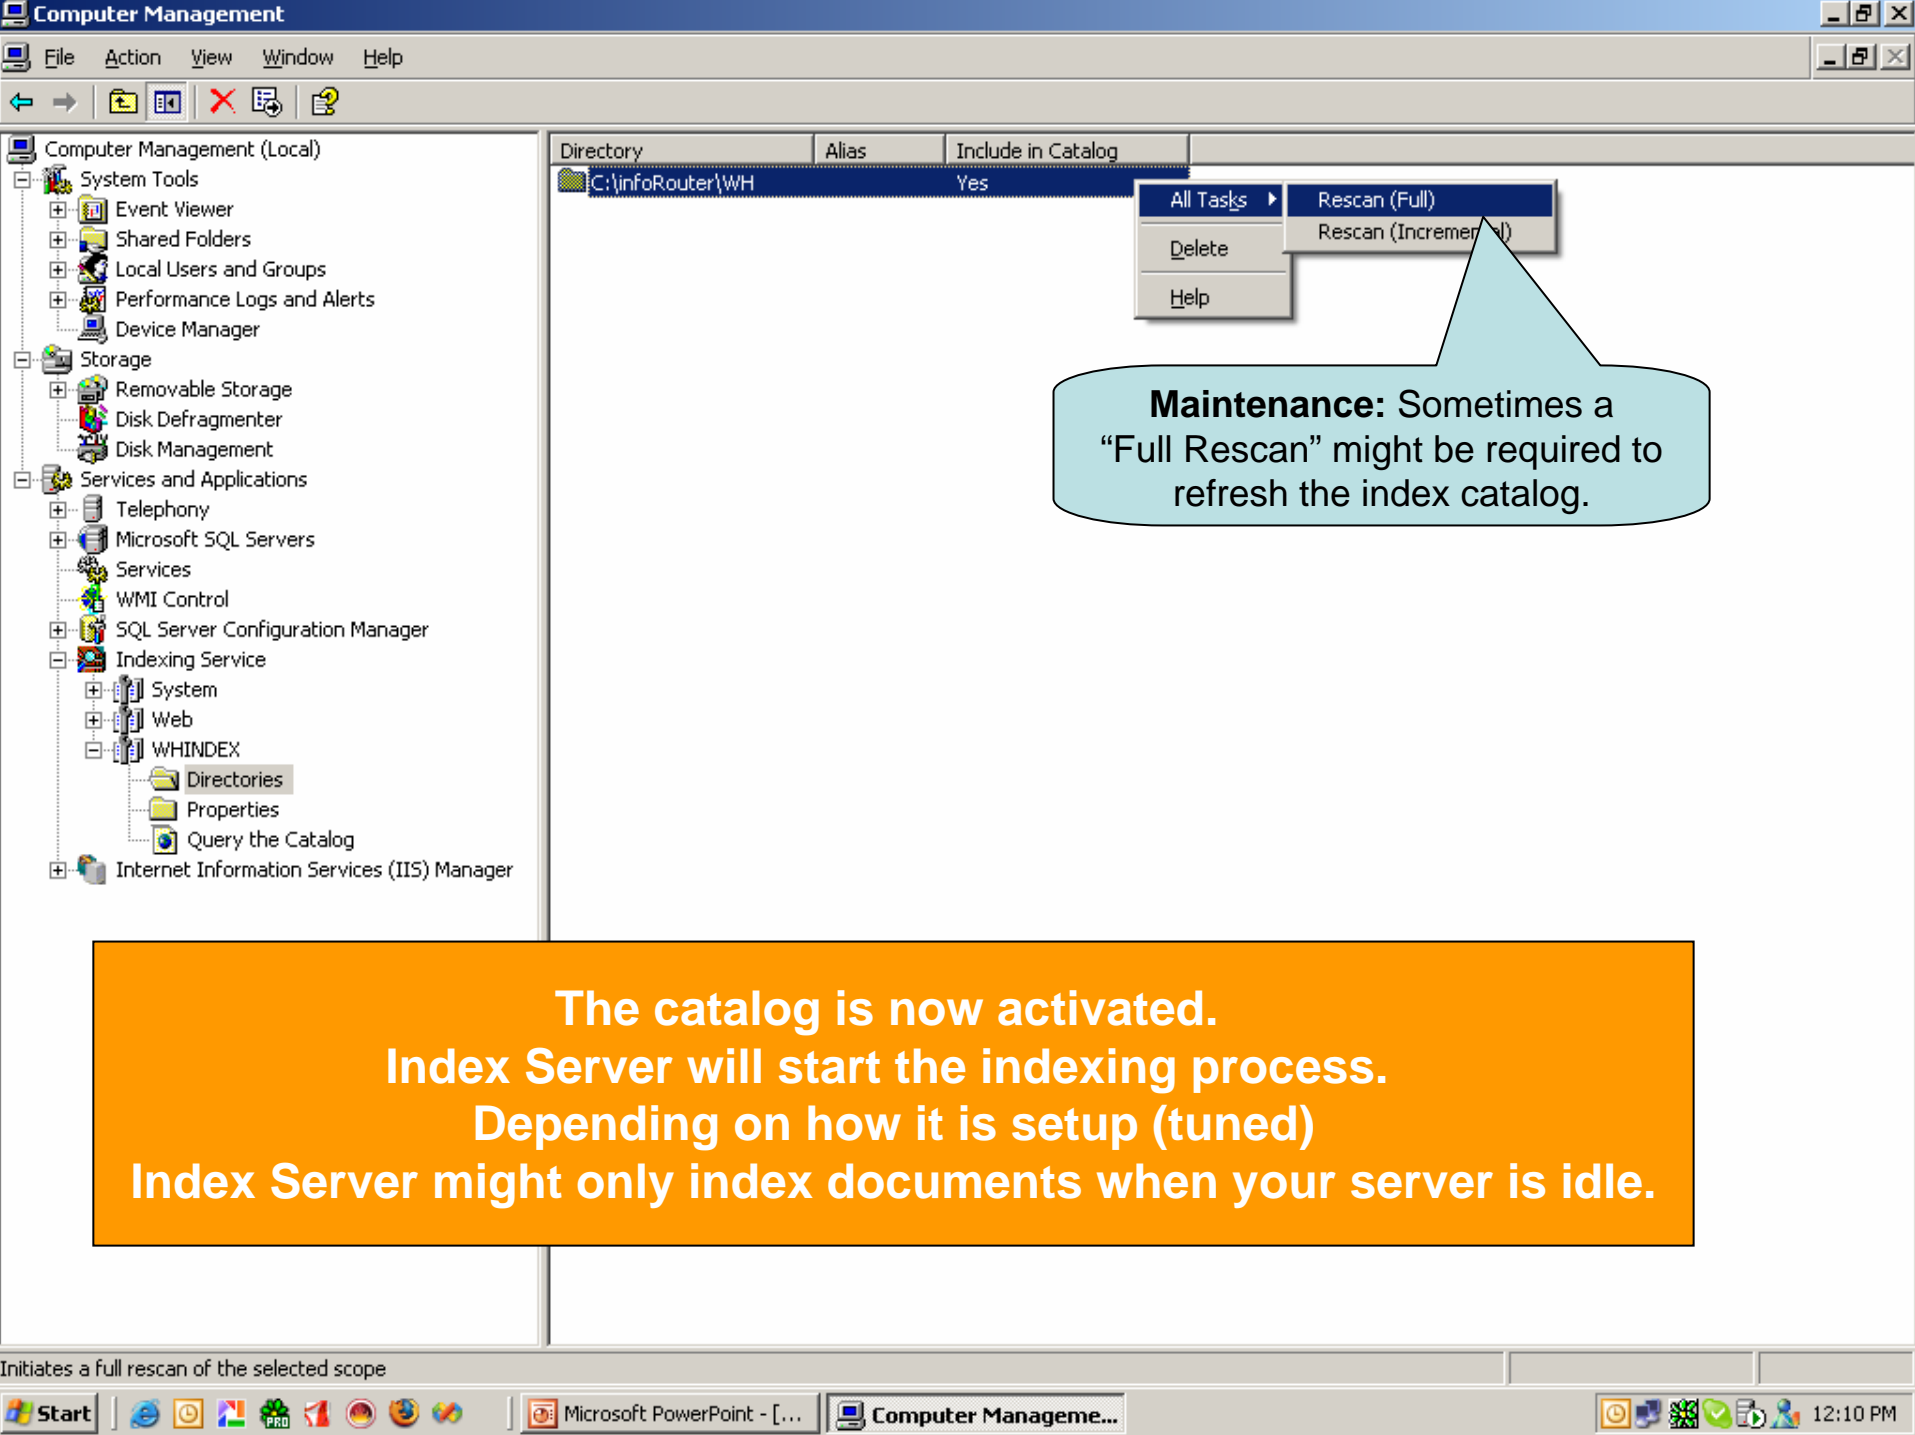 Computer Management
File Action View Window Help
Computer Management (Local)
System Tools
Event Viewer
Shared Folders
Local Users and Groups
Performance Logs and Alerts
Device Manager
Storage
Removable Storage
Disk Defragmenter
Disk Management
Services and Applications
Telephony
Microsoft SQL Servers
Services
WMI Control
SQL Server Configuration Manager
Indexing Service
System
Web
WHINDEX
Directories
Properties
Query the Catalog
Internet Information Services (IIS) Manager
Directory Alias Include in Catalog
C:\infoRouter\WH Yes
All Tasks
Delete
Help
Rescan (Full)
Rescan (Incremental)
Maintenance: Sometimes a
“Full Rescan” might be required to
refresh the index catalog.
The catalog is now activated.
Index Server will start the indexing process.
Depending on how it is setup (tuned)
Index Server might only index documents when your server is idle.
Initiates a full rescan of the selected scope
Start
PRO
Microsoft PowerPoint - [...
Computer Manageme...
12:10 PM